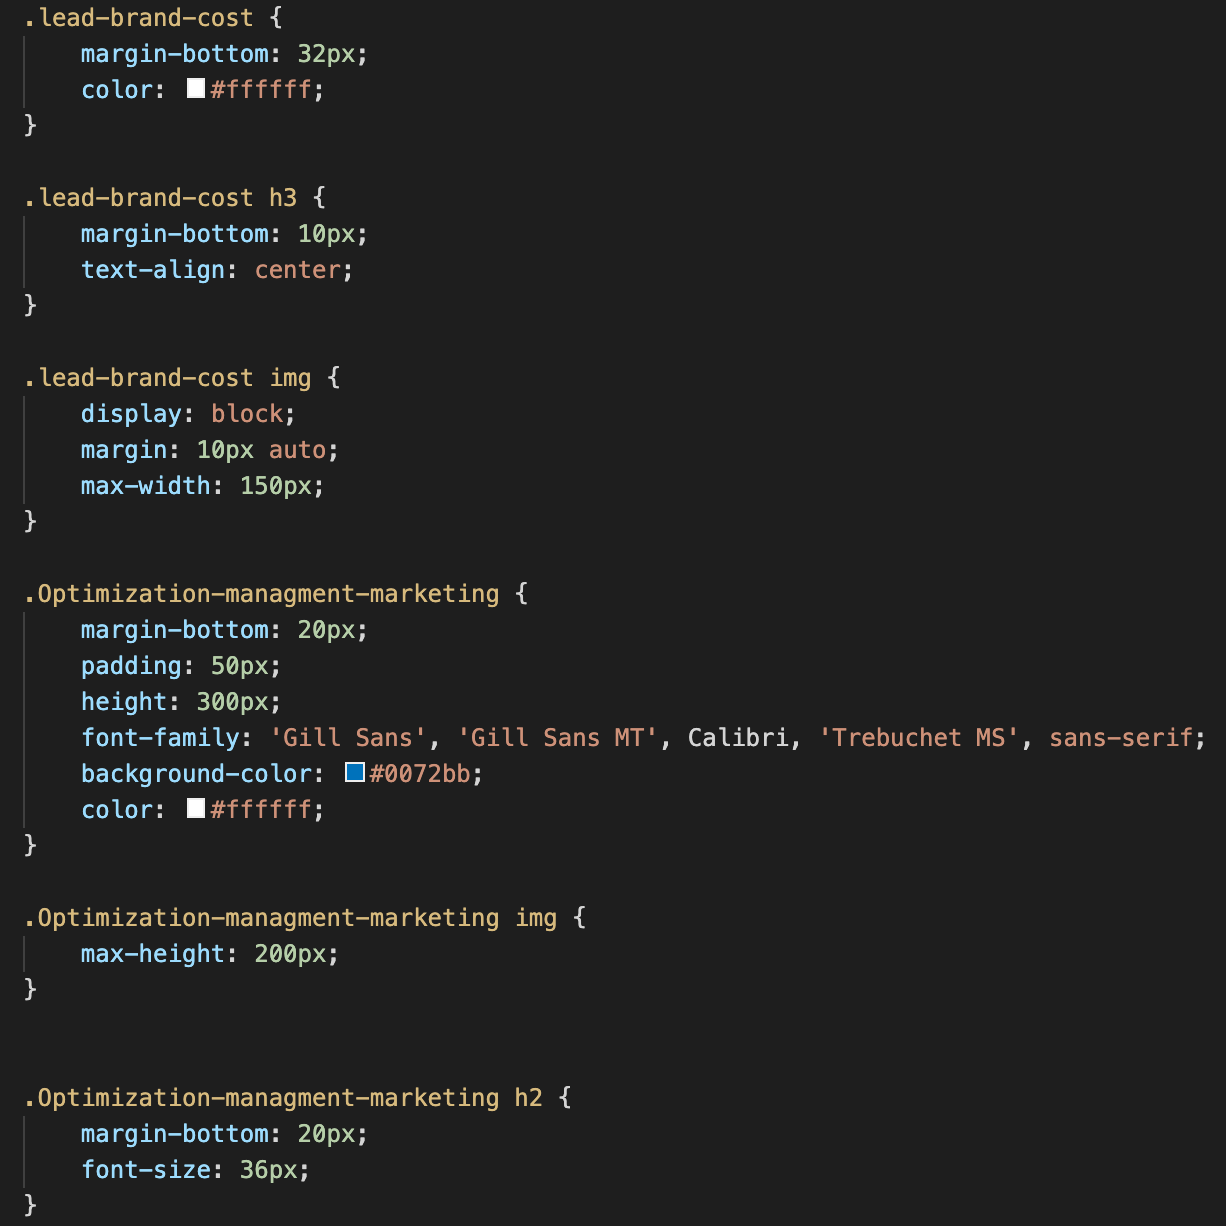 .lead-brand-cost {
    margin-bottom: 32px;
    color: #ffffff;
}

.lead-brand-cost h3 {
    margin-bottom: 10px;
    text-align: center;
}

.lead-brand-cost img {
    display: block;
    margin: 10px auto;
    max-width: 150px;
}

.Optimization-managment-marketing {
    margin-bottom: 20px;
    padding: 50px;
    height: 300px;
    font-family: 'Gill Sans', 'Gill Sans MT', Calibri, 'Trebuchet MS', sans-serif;
    background-color: #0072bb;
    color: #ffffff;
}

.Optimization-managment-marketing img {
    max-height: 200px;
}


.Optimization-managment-marketing h2 {
    margin-bottom: 20px;
    font-size: 36px;
}